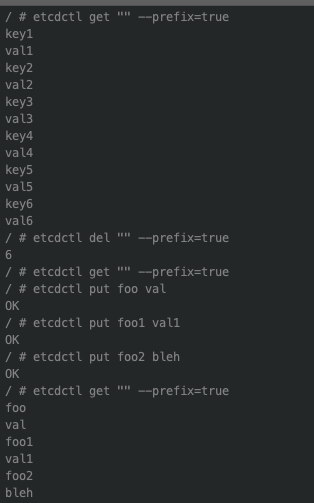 / # etcdctl get "" --prefix=true
key1
val1
key2
val2
key3
val3
key4
val4
key5
val5
key6
val6
/ # etcdctl del "" --prefix=true
6
/ # etcdctl get "" --prefix=true
/ # etcdctl put foo val
OK
/ # etcdctl put foo1 val1
OK
/ # etcdctl put foo2 bleh
OK
/ # etcdctl get "" --prefix=true
foo
val
foo1
val1
foo2
bleh